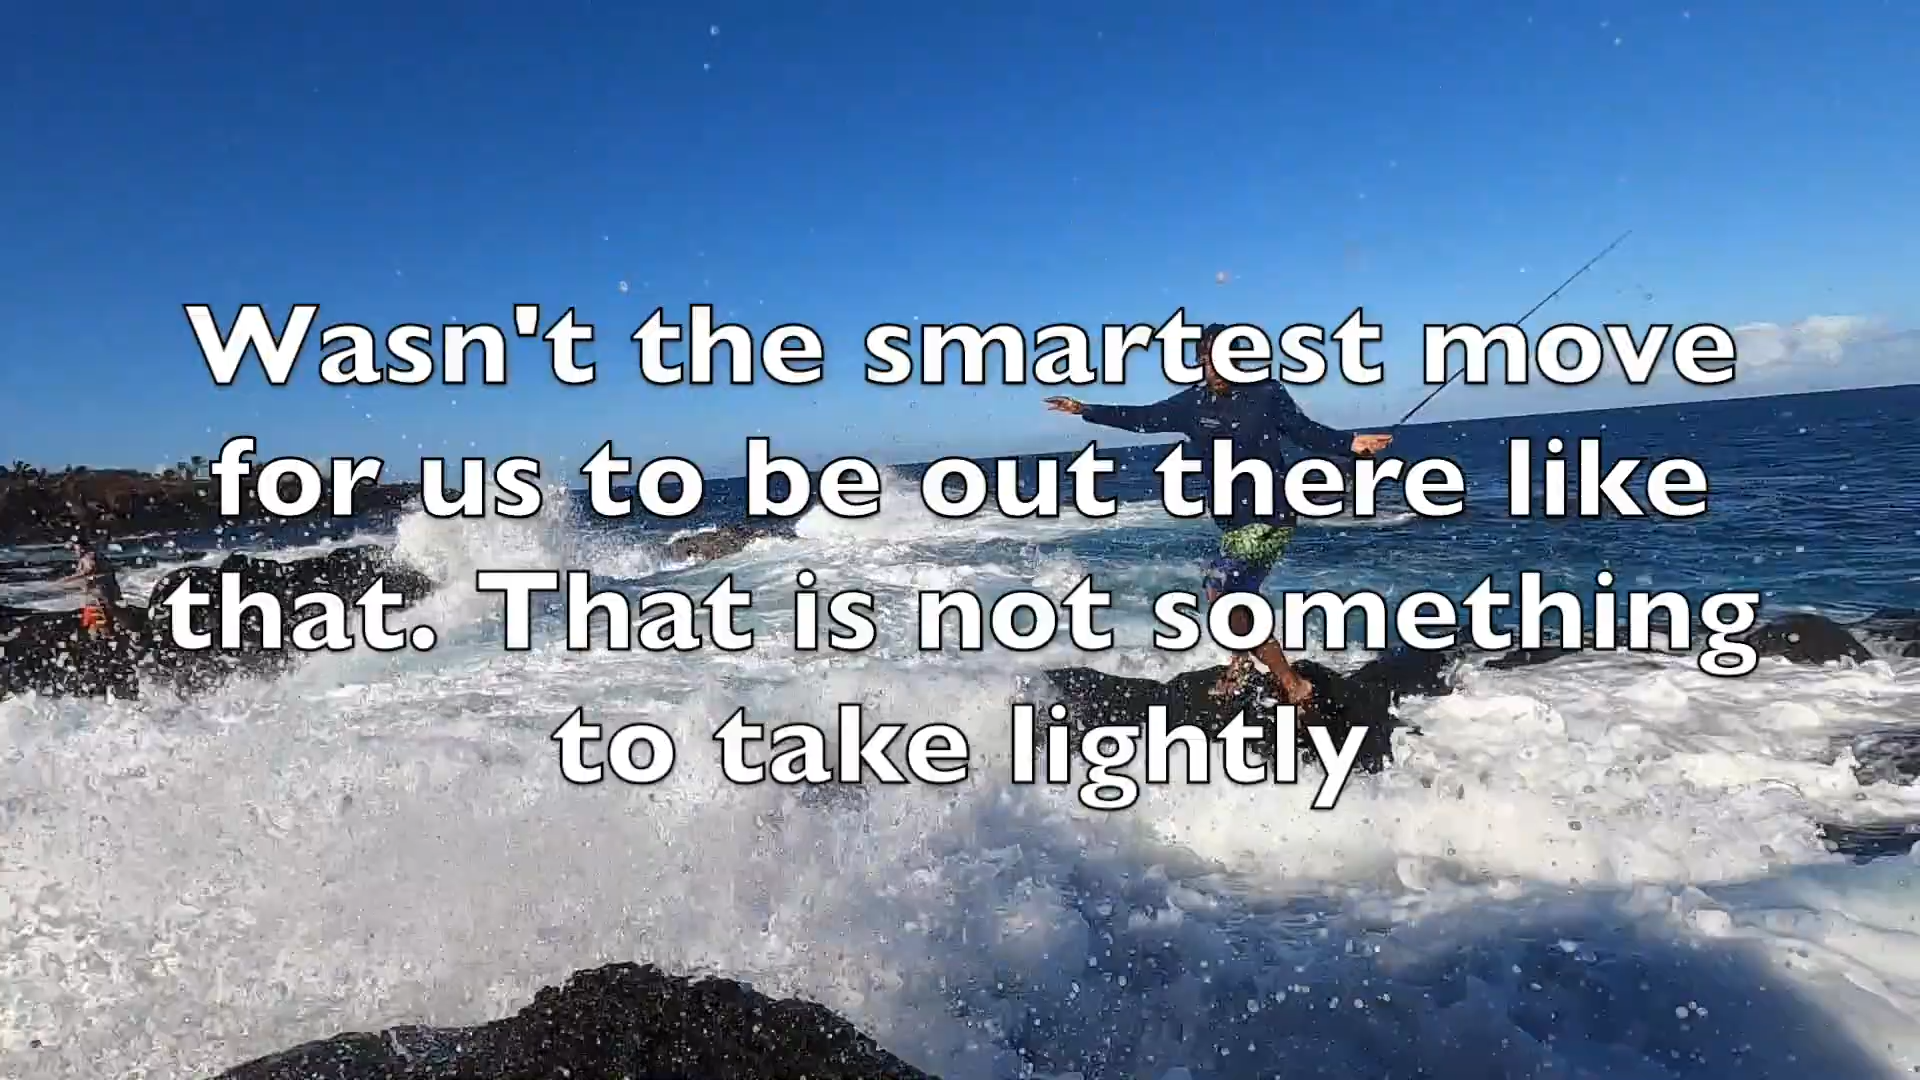 Wasn't the smartest move
for us to be out there like
that. That is not something
to take lightly